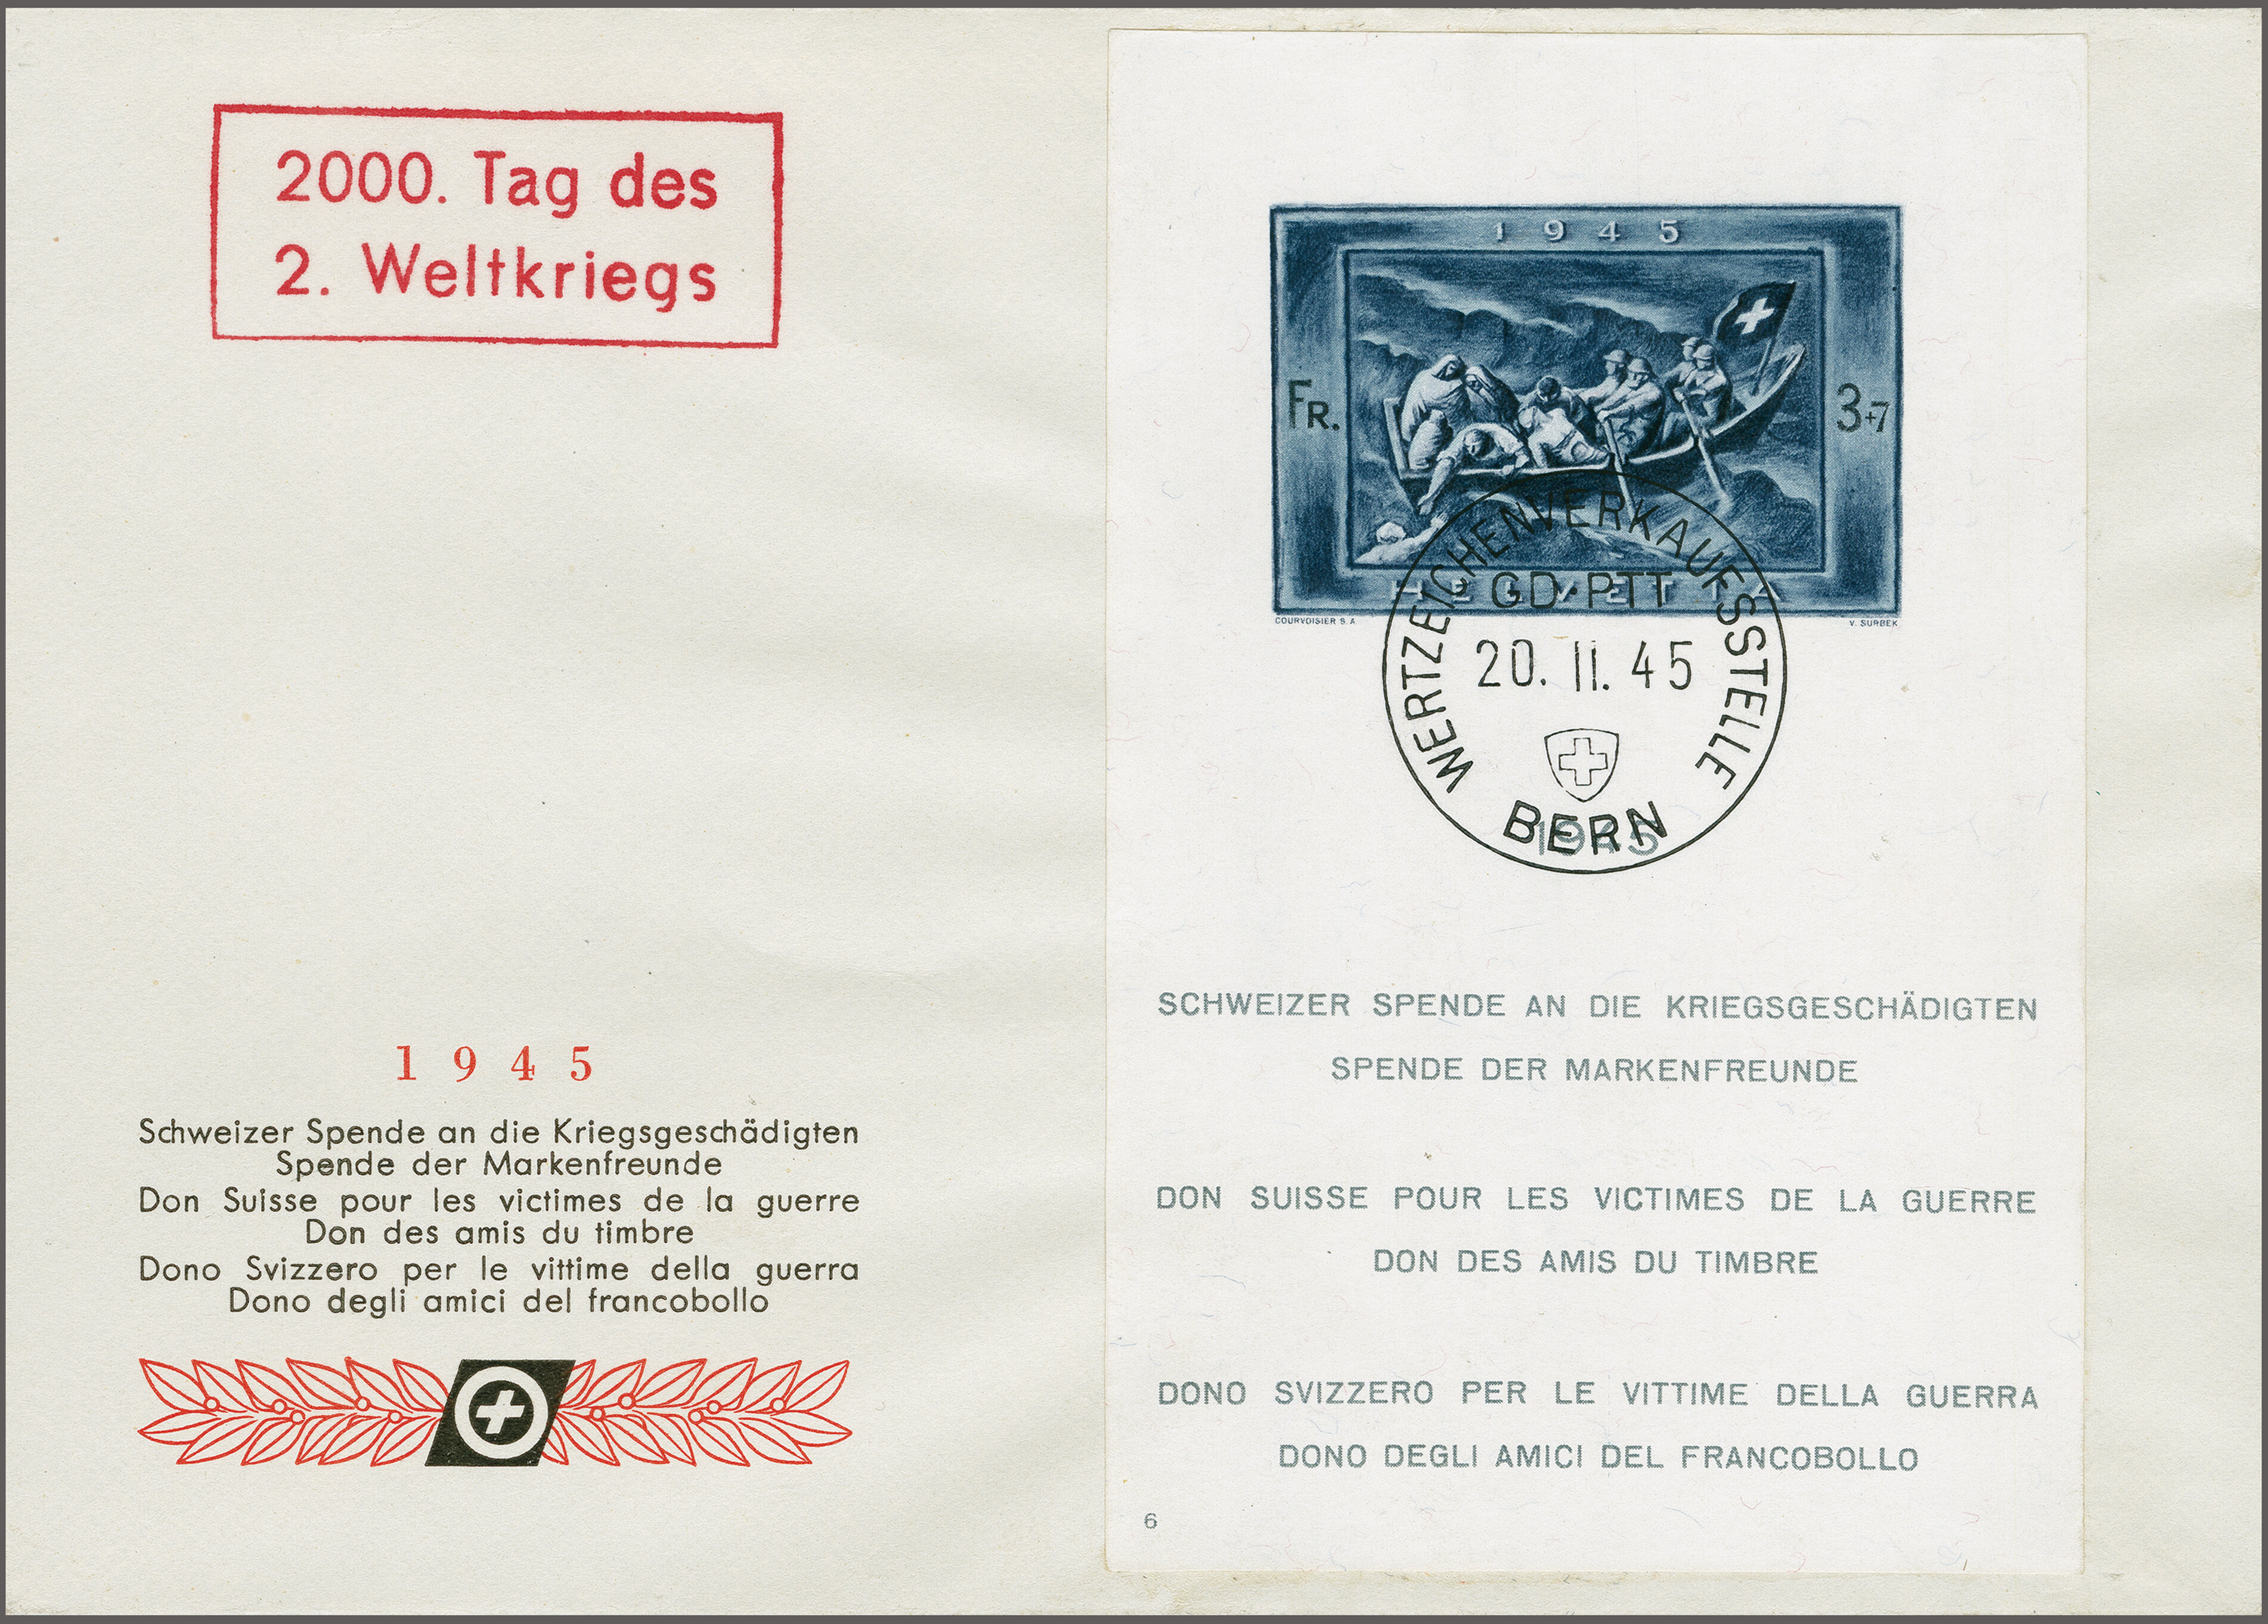 2000. Tag des
2. Weltkriegs
1945
Schweizer Spende an die Kriegsgeschädigten
Spende der Markenfreunde
Don Suisse pour les victimes de la guerre
Don des amis du timbre
Dono Svizzero per le vittime della guerra
Dono degli amici del francobollo
1945
FR. 3+7
HELVETIA
COURVOISIER S.A. V. SURBEK
WERTZEICHENVERKAUFSSTELLE
GD-PTT
20. II. 45
BERN
1945
SCHWEIZER SPENDE AN DIE KRIEGSGESCHÄDIGTEN
SPENDE DER MARKENFREUNDE
DON SUISSE POUR LES VICTIMES DE LA GUERRE
DON DES AMIS DU TIMBRE
DONO SVIZZERO PER LE VITTIME DELLA GUERRA
DONO DEGLI AMICI DEL FRANCOBOLLO
6